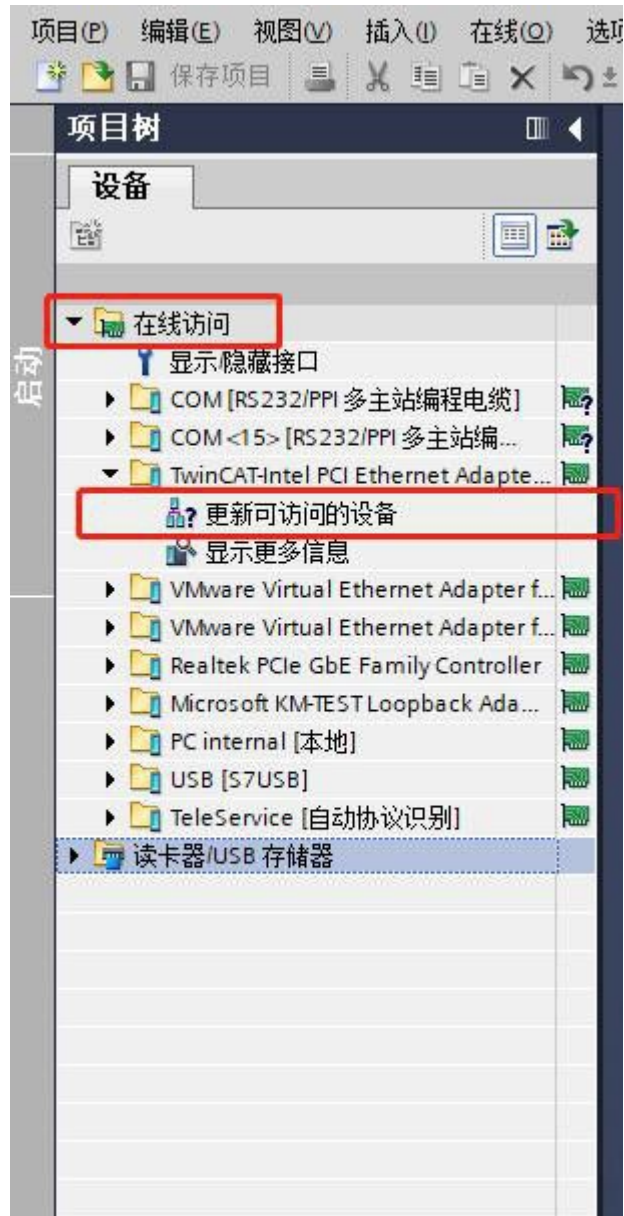 项目(P) 编辑(E) 视图(V) 插入(I) 在线(O)
保存项目
项目树
设备
启动
在线访问
显示/隐藏接口
COM [RS232/PPI 多主站编程电缆]
COM <15> [RS232/PPI 多主站编...
TwinCAT-Intel PCI Ethernet Adapte...
更新可访问的设备
显示更多信息
VMware Virtual Ethernet Adapter f...
VMware Virtual Ethernet Adapter f...
Realtek PCIe GbE Family Controller
Microsoft KM-TEST Loopback Ada...
PC internal [本地]
USB [S7USB]
TeleService [自动协议识别]
读卡器/USB 存储器